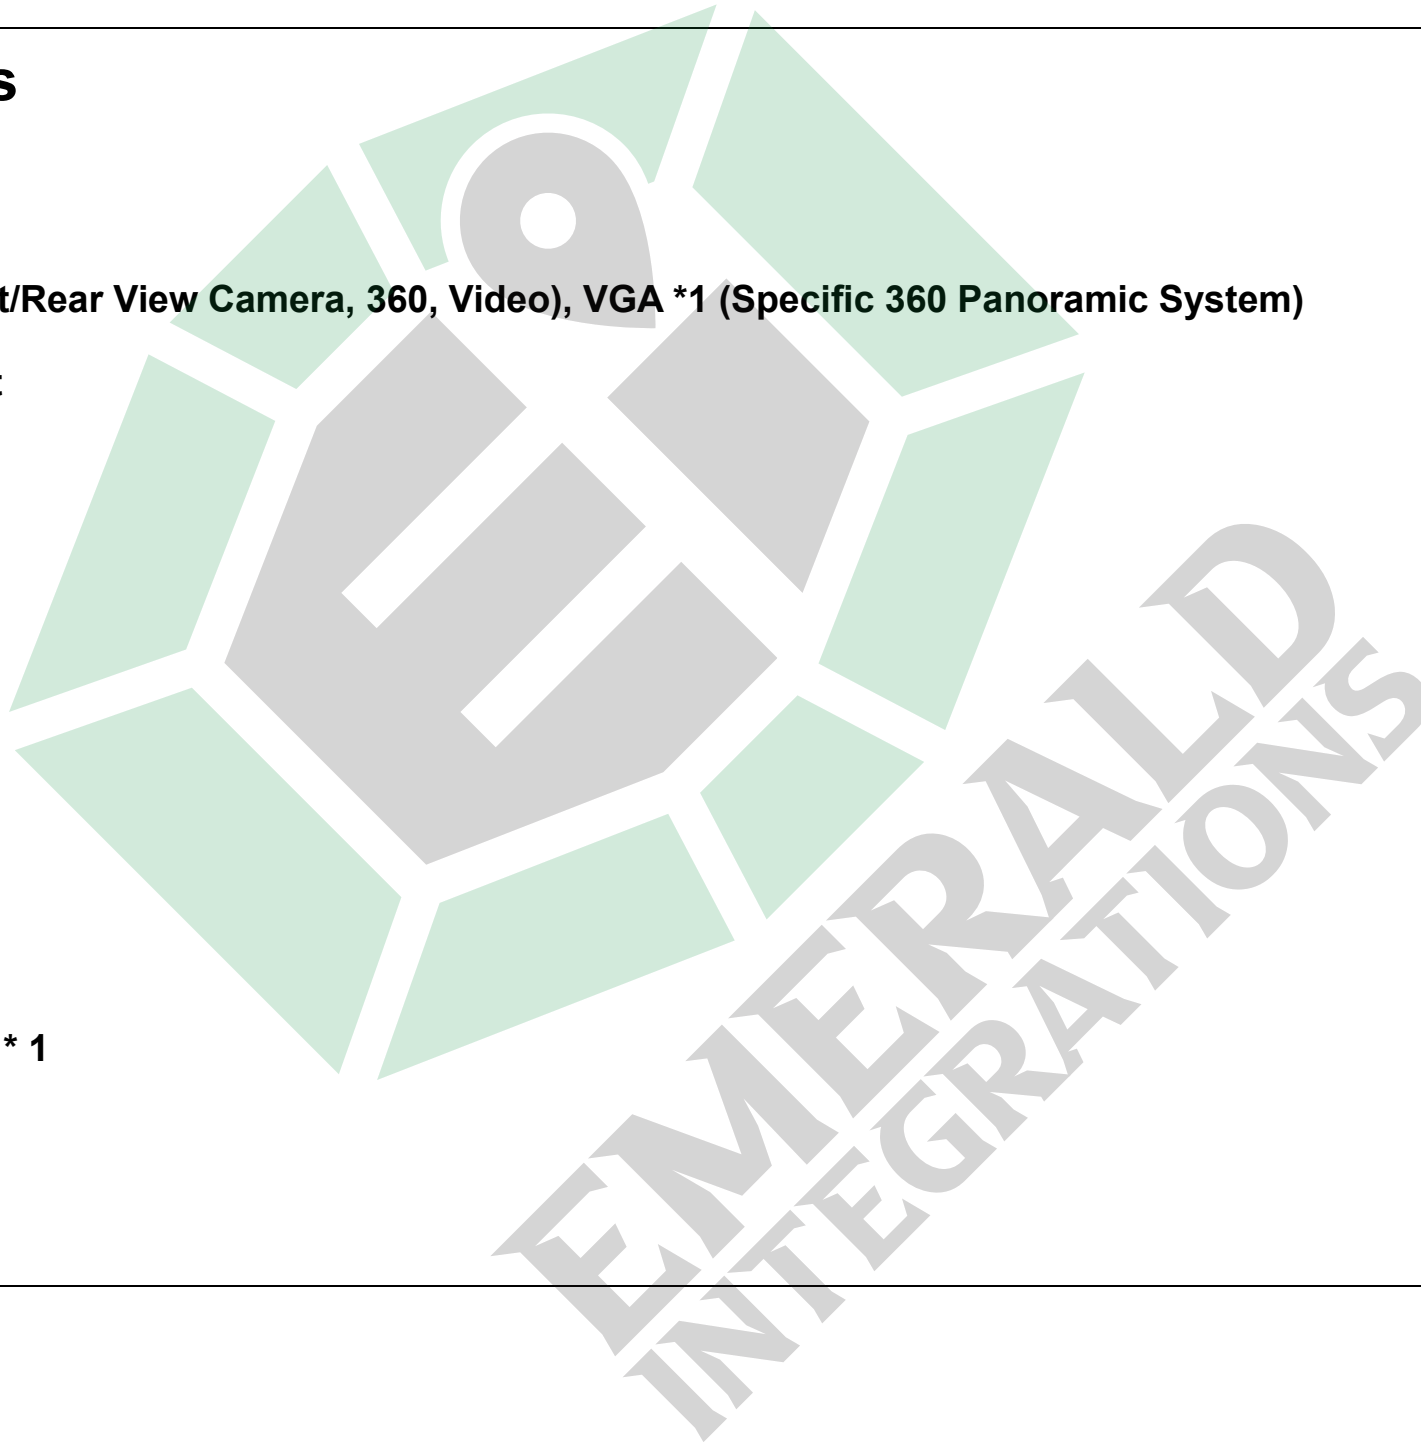 s
t/Rear View Camera, 360, Video), VGA *1 (Specific 360 Panoramic System)
t
* 1
EMERALD
INTEGRATIONS